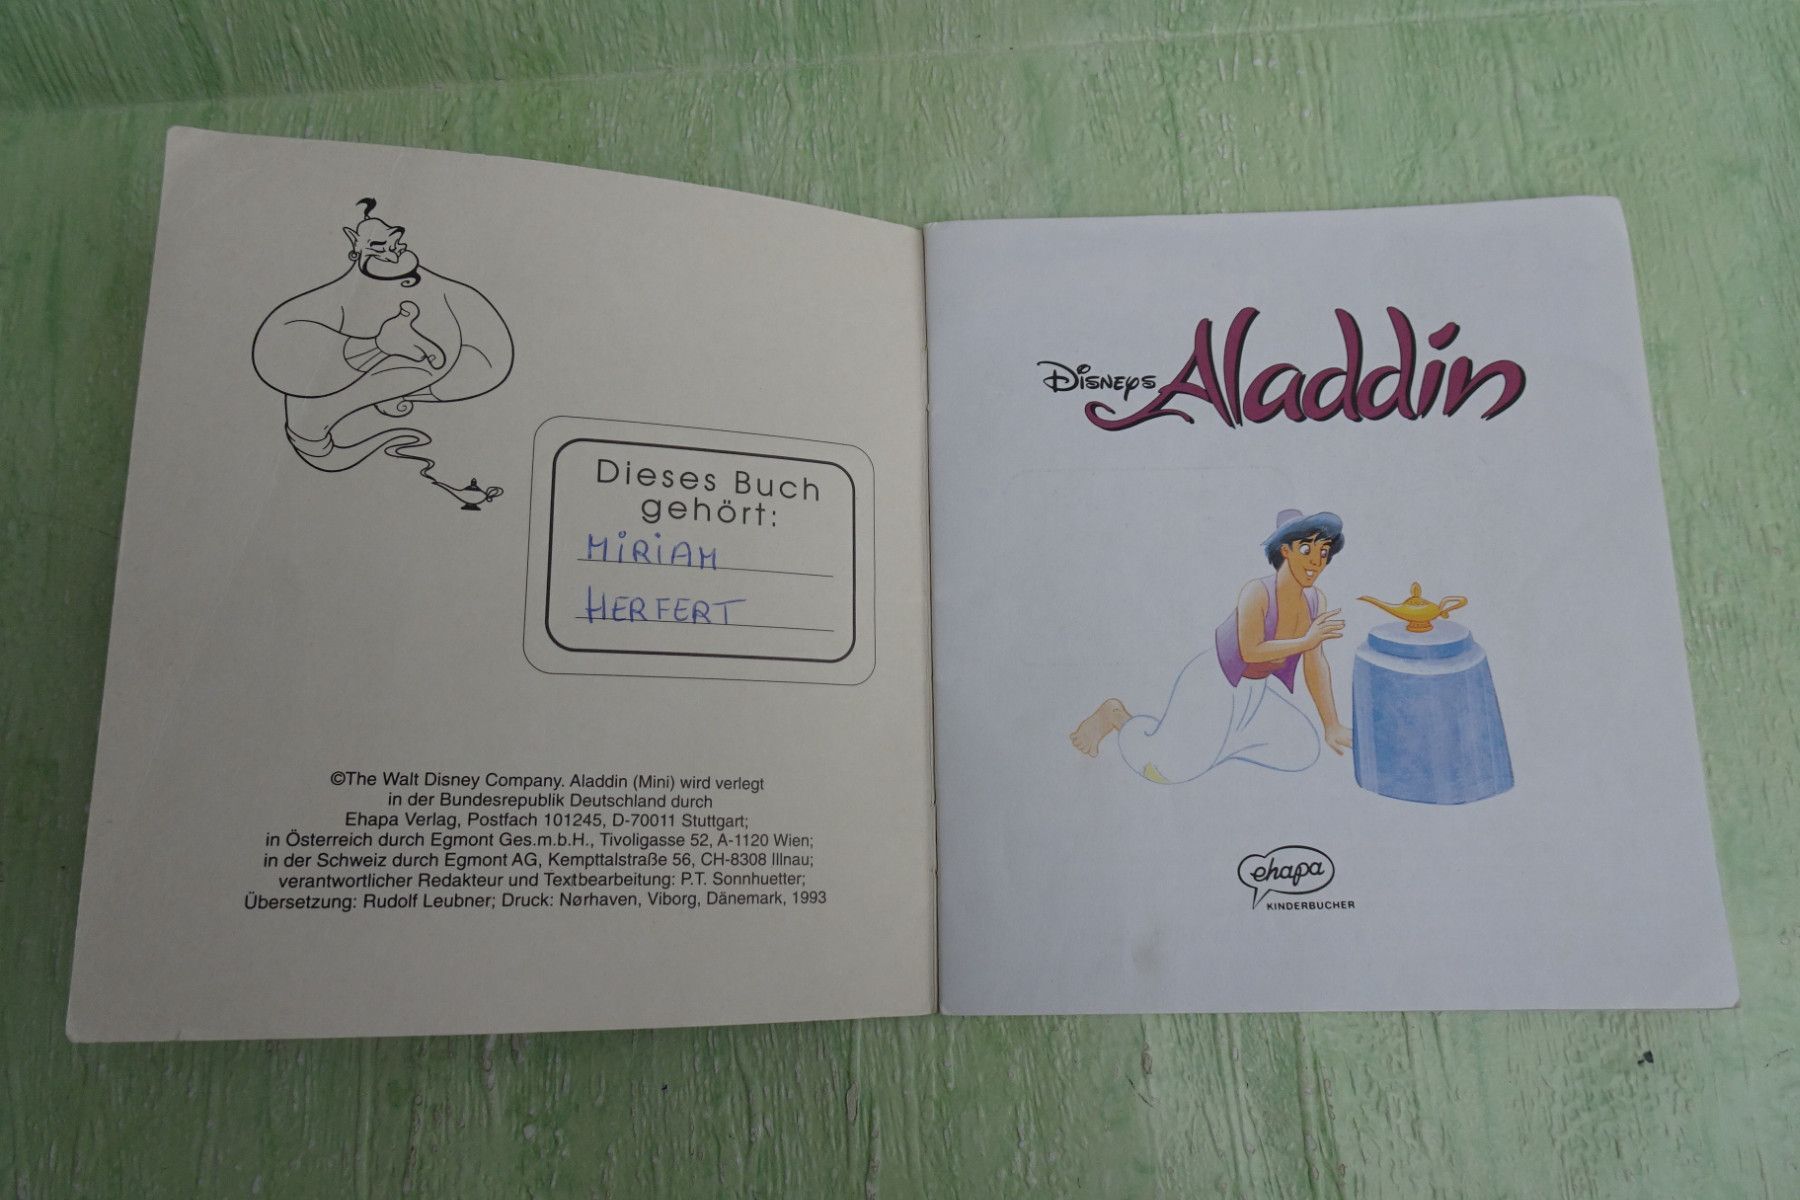 Dieses Buch
gehört:
MiRiAM
HERFERT
©The Walt Disney Company. Aladdin (Mini) wird verlegt
in der Bundesrepublik Deutschland durch
Ehapa Verlag, Postfach 101245, D-70011 Stuttgart;
in Österreich durch Egmont Ges.m.b.H., Tivoligasse 52, A-1120 Wien;
in der Schweiz durch Egmont AG, Kempttalstraße 56, CH-8308 Illnau;
verantwortlicher Redakteur und Textbearbeitung: P.T. Sonnhuetter;
Übersetzung: Rudolf Leubner; Druck: Nørhaven, Viborg, Dänemark, 1993
DISNEYS Aladdin
ehapa
KINDERBUCHER